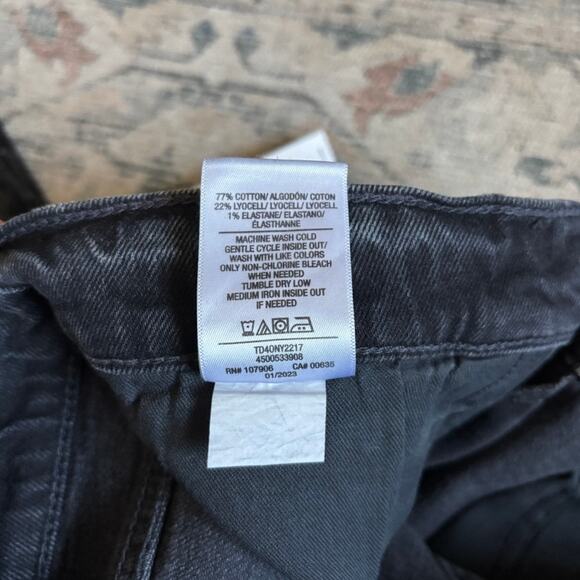 77% COTTON/ ALGODÓN/ COTON
22% LYOCELL/ LYOCELL/ LYOCELL
1% ELASTANE/ ELASTANO/
ÉLASTHANNE
MACHINE WASH COLD
GENTLE CYCLE INSIDE OUT/
WASH WITH LIKE COLORS
ONLY NON-CHLORINE BLEACH
WHEN NEEDED
TUMBLE DRY LOW
MEDIUM IRON INSIDE OUT
IF NEEDED
TD4ONY2217
4500533908
RN# 107906 CA# 00635
01/2023